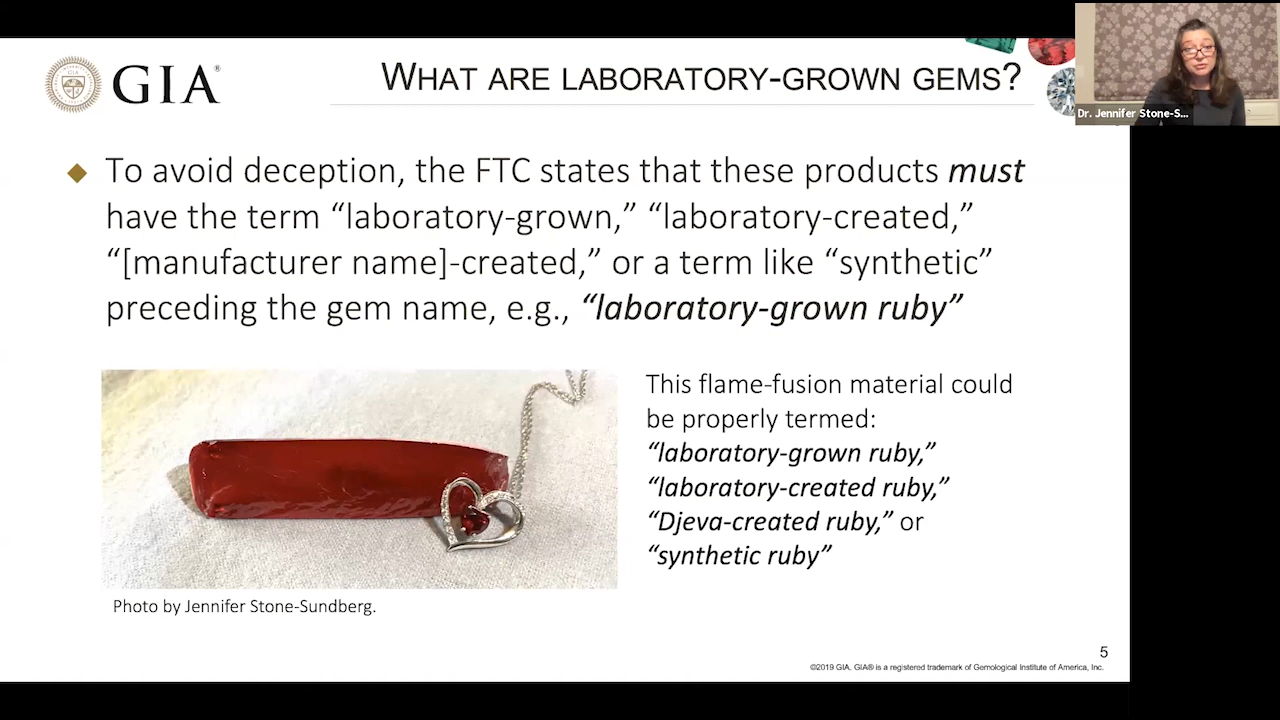 GIA®
WHAT ARE LABORATORY-GROWN GEMS?
Dr. Jennifer Stone-S...
◆ To avoid deception, the FTC states that these products must
have the term “laboratory-grown,” “laboratory-created,”
“[manufacturer name]-created,” or a term like “synthetic”
preceding the gem name, e.g., “laboratory-grown ruby”
This flame-fusion material could
be properly termed:
“laboratory-grown ruby,”
“laboratory-created ruby,”
“Djeva-created ruby,” or
“synthetic ruby”
Photo by Jennifer Stone-Sundberg.
5
©2019 GIA. GIA® is a registered trademark of Gemological Institute of America, Inc.